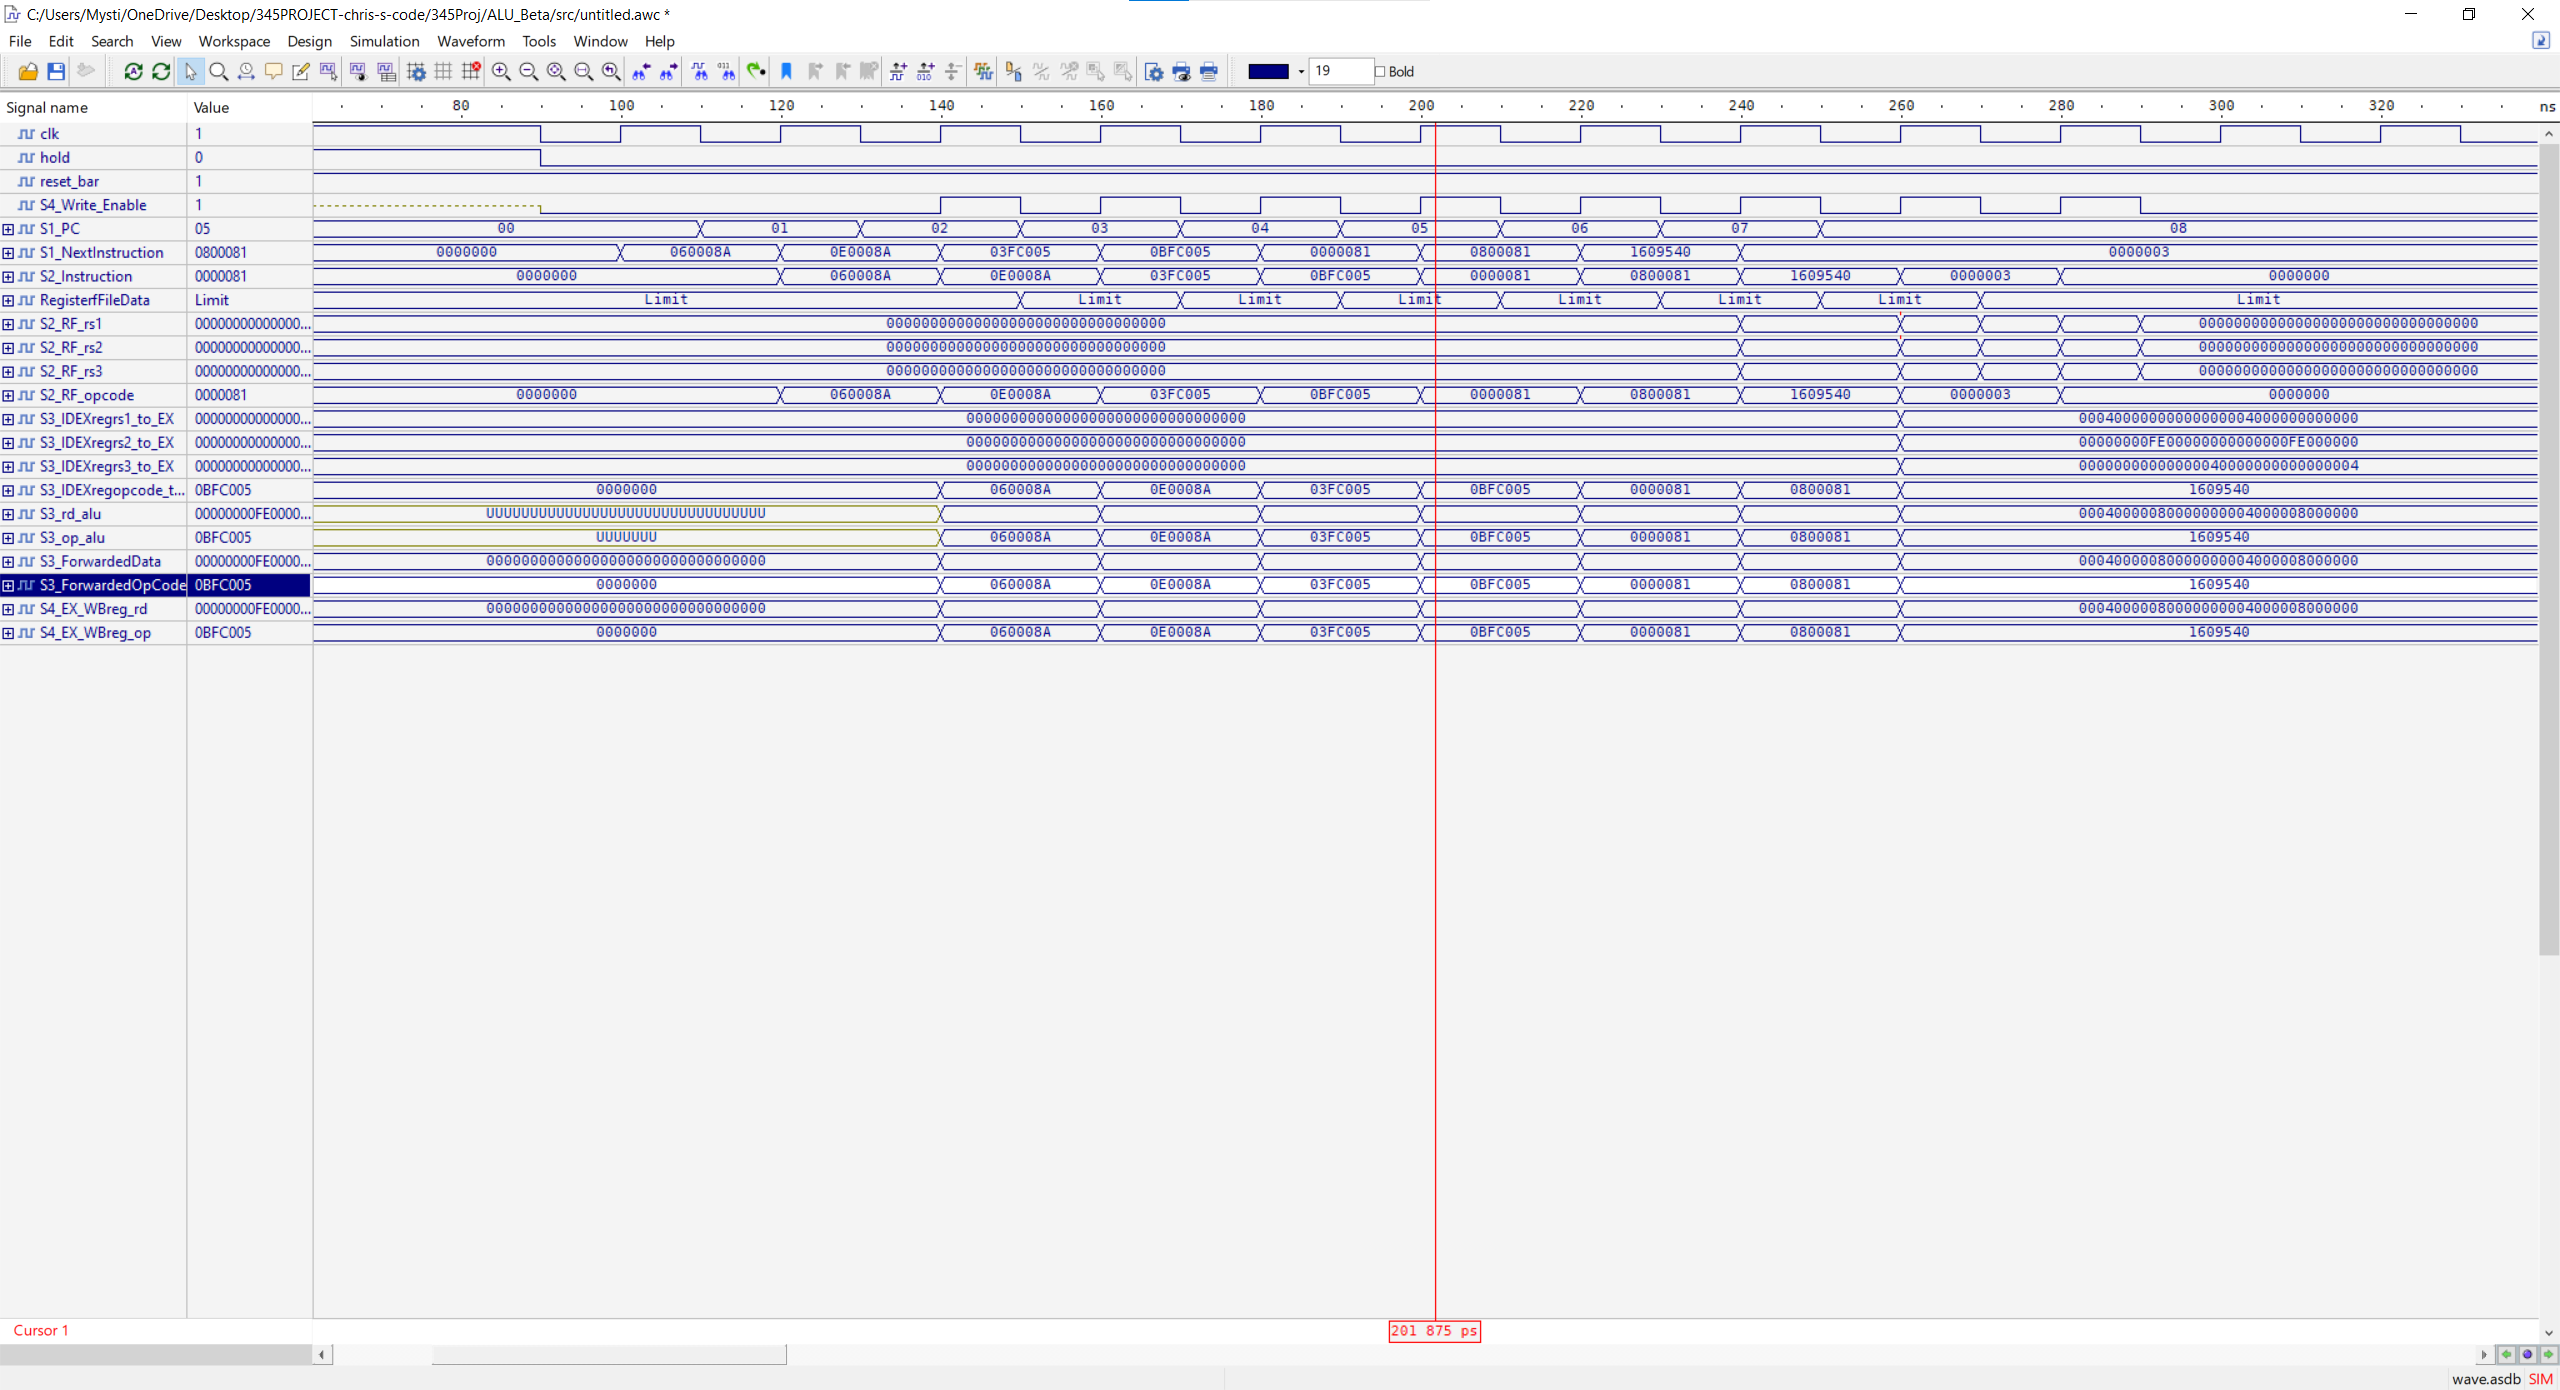 C:/Users/Mysti/OneDrive/Desktop/345PROJECT-chris-s-code/345Proj/ALU_Beta/src/untitled.awc *
File Edit Search View Workspace Design Simulation Waveform Tools Window Help
19 Bold
Signal name Value 80 100 120 140 160 180 200 220 240 260 280 300 320 ns
clk 1
hold 0
reset_bar 1
S4_Write_Enable 1
S1_PC 05 00 01 02 03 04 05 06 07 08
S1_NextInstruction 0800081 0000000 060008A 0E0008A 03FC005 0BFC005 0000081 0800081 1609540 0000003
S2_Instruction 0000081 0000000 060008A 0E0008A 03FC005 0BFC005 0000081 0800081 1609540 0000003 0000000
RegisterfFileData Limit Limit Limit Limit Limit Limit Limit Limit Limit
S2_RF_rs1 00000000000000... 00000000000000000000000000000000 00000000000000000000000000000000
S2_RF_rs2 00000000000000... 00000000000000000000000000000000 00000000000000000000000000000000
S2_RF_rs3 00000000000000... 00000000000000000000000000000000 00000000000000000000000000000000
S2_RF_opcode 0000081 0000000 060008A 0E0008A 03FC005 0BFC005 0000081 0800081 1609540 0000003 0000000
S3_IDEXregrs1_to_EX 00000000000000... 00000000000000000000000000000000 00040000000000000004000000000000
S3_IDEXregrs2_to_EX 00000000000000... 00000000000000000000000000000000 00000000FE00000000000000FE000000
S3_IDEXregrs3_to_EX 00000000000000... 00000000000000000000000000000000 00000000000000040000000000000004
S3_IDEXregopcode_t... 0BFC005 0000000 060008A 0E0008A 03FC005 0BFC005 0000081 0800081 1609540
S3_rd_alu 00000000FE0000... UUUUUUUUUUUUUUUUUUUUUUUUUUUUUUUU 00040000080000000004000008000000
S3_op_alu 0BFC005 UUUUUUU 060008A 0E0008A 03FC005 0BFC005 0000081 0800081 1609540
S3_ForwardedData 00000000FE0000... 00000000000000000000000000000000 00040000080000000004000008000000
S3_ForwardedOpCode 0BFC005 0000000 060008A 0E0008A 03FC005 0BFC005 0000081 0800081 1609540
S4_EX_WBreg_rd 00000000FE0000... 00000000000000000000000000000000 00040000080000000004000008000000
S4_EX_WBreg_op 0BFC005 0000000 060008A 0E0008A 03FC005 0BFC005 0000081 0800081 1609540
Cursor 1 201 875 ps
wave.asdb SIM